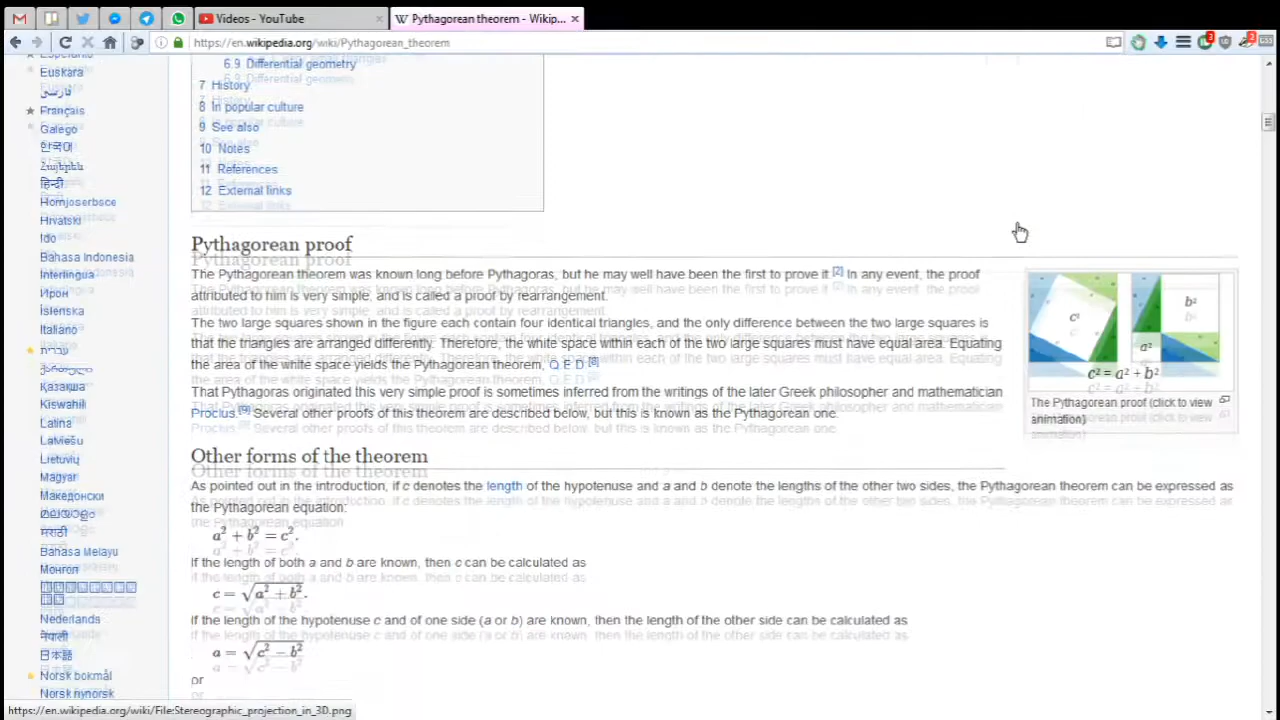 Videos - YouTube
Pythagorean theorem - Wikip...
https://en.wikipedia.org/wiki/Pythagorean_theorem
3
2
Euskara
فارسی
Français
Galego
한국어
Հայերեն
हिन्दी
Hornjoserbsce
Hrvatski
Ido
Bahasa Indonesia
Interlingua
Ирон
Íslenska
Italiano
עברית
ქართული
Қазақша
Kiswahili
Latina
Latviešu
Lietuvių
Magyar
Македонски
മലയാളം
मराठी
Bahasa Melayu
Монгол
Nederlands
नेपाली
日本語
Norsk bokmål
Norsk nynorsk
6.9 Differential geometry
7 History
8 In popular culture
9 See also
10 Notes
11 References
12 External links
Pythagorean proof
The Pythagorean theorem was known long before Pythagoras, but he may well have been the first to prove it.[2] In any event, the proof
attributed to him is very simple, and is called a proof by rearrangement.
The two large squares shown in the figure each contain four identical triangles, and the only difference between the two large squares is
that the triangles are arranged differently. Therefore, the white space within each of the two large squares must have equal area. Equating
the area of the white space yields the Pythagorean theorem, Q.E.D.[8]
That Pythagoras originated this very simple proof is sometimes inferred from the writings of the later Greek philosopher and mathematician
Proclus.[9] Several other proofs of this theorem are described below, but this is known as the Pythagorean one.
c²
b²
a²
c² = a² + b²
The Pythagorean proof (click to view
animation)
Other forms of the theorem
As pointed out in the introduction, if c denotes the length of the hypotenuse and a and b denote the lengths of the other two sides, the Pythagorean theorem can be expressed as
the Pythagorean equation:
a² + b² = c².
If the length of both a and b are known, then c can be calculated as
c = √(a² + b²).
If the length of the hypotenuse c and of one side (a or b) are known, then the length of the other side can be calculated as
a = √(c² − b²)
or
https://en.wikipedia.org/wiki/File:Stereographic_projection_in_3D.png